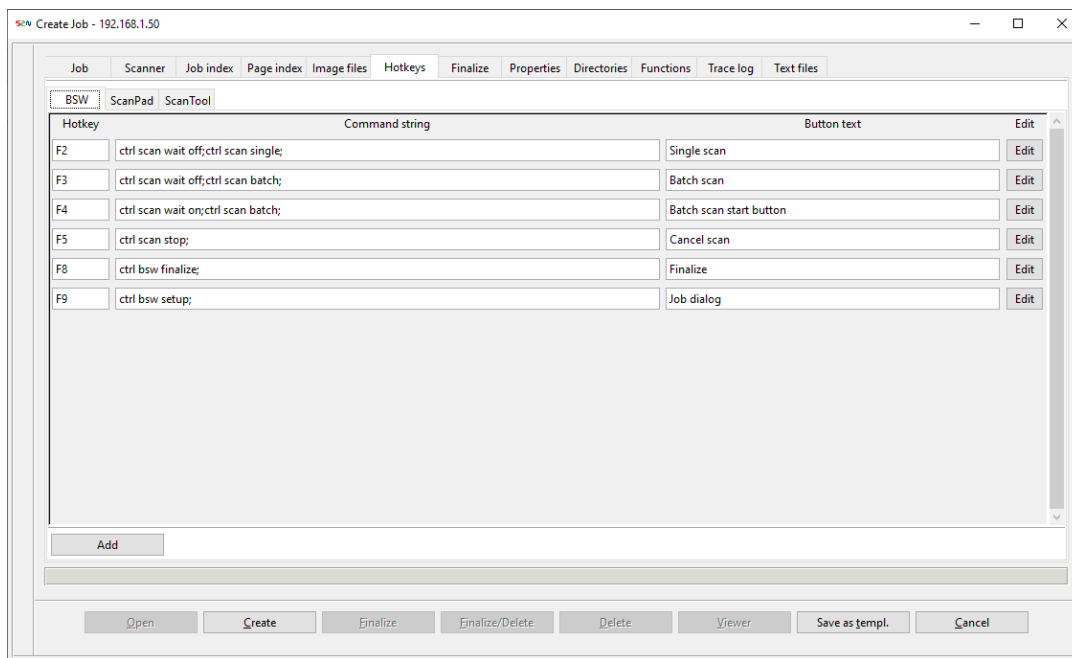 SCN Create Job - 192.168.1.50
Job Scanner Job index Page index Image files Hotkeys Finalize Properties Directories Functions Trace log Text files
BSW ScanPad ScanTool
Hotkey Command string Button text Edit
F2 ctrl scan wait off;ctrl scan single; Single scan Edit
F3 ctrl scan wait off;ctrl scan batch; Batch scan Edit
F4 ctrl scan wait on;ctrl scan batch; Batch scan start button Edit
F5 ctrl scan stop; Cancel scan Edit
F8 ctrl bsw finalize; Finalize Edit
F9 ctrl bsw setup; Job dialog Edit
Add
Open Create Finalize Finalize/Delete Delete Viewer Save as templ. Cancel